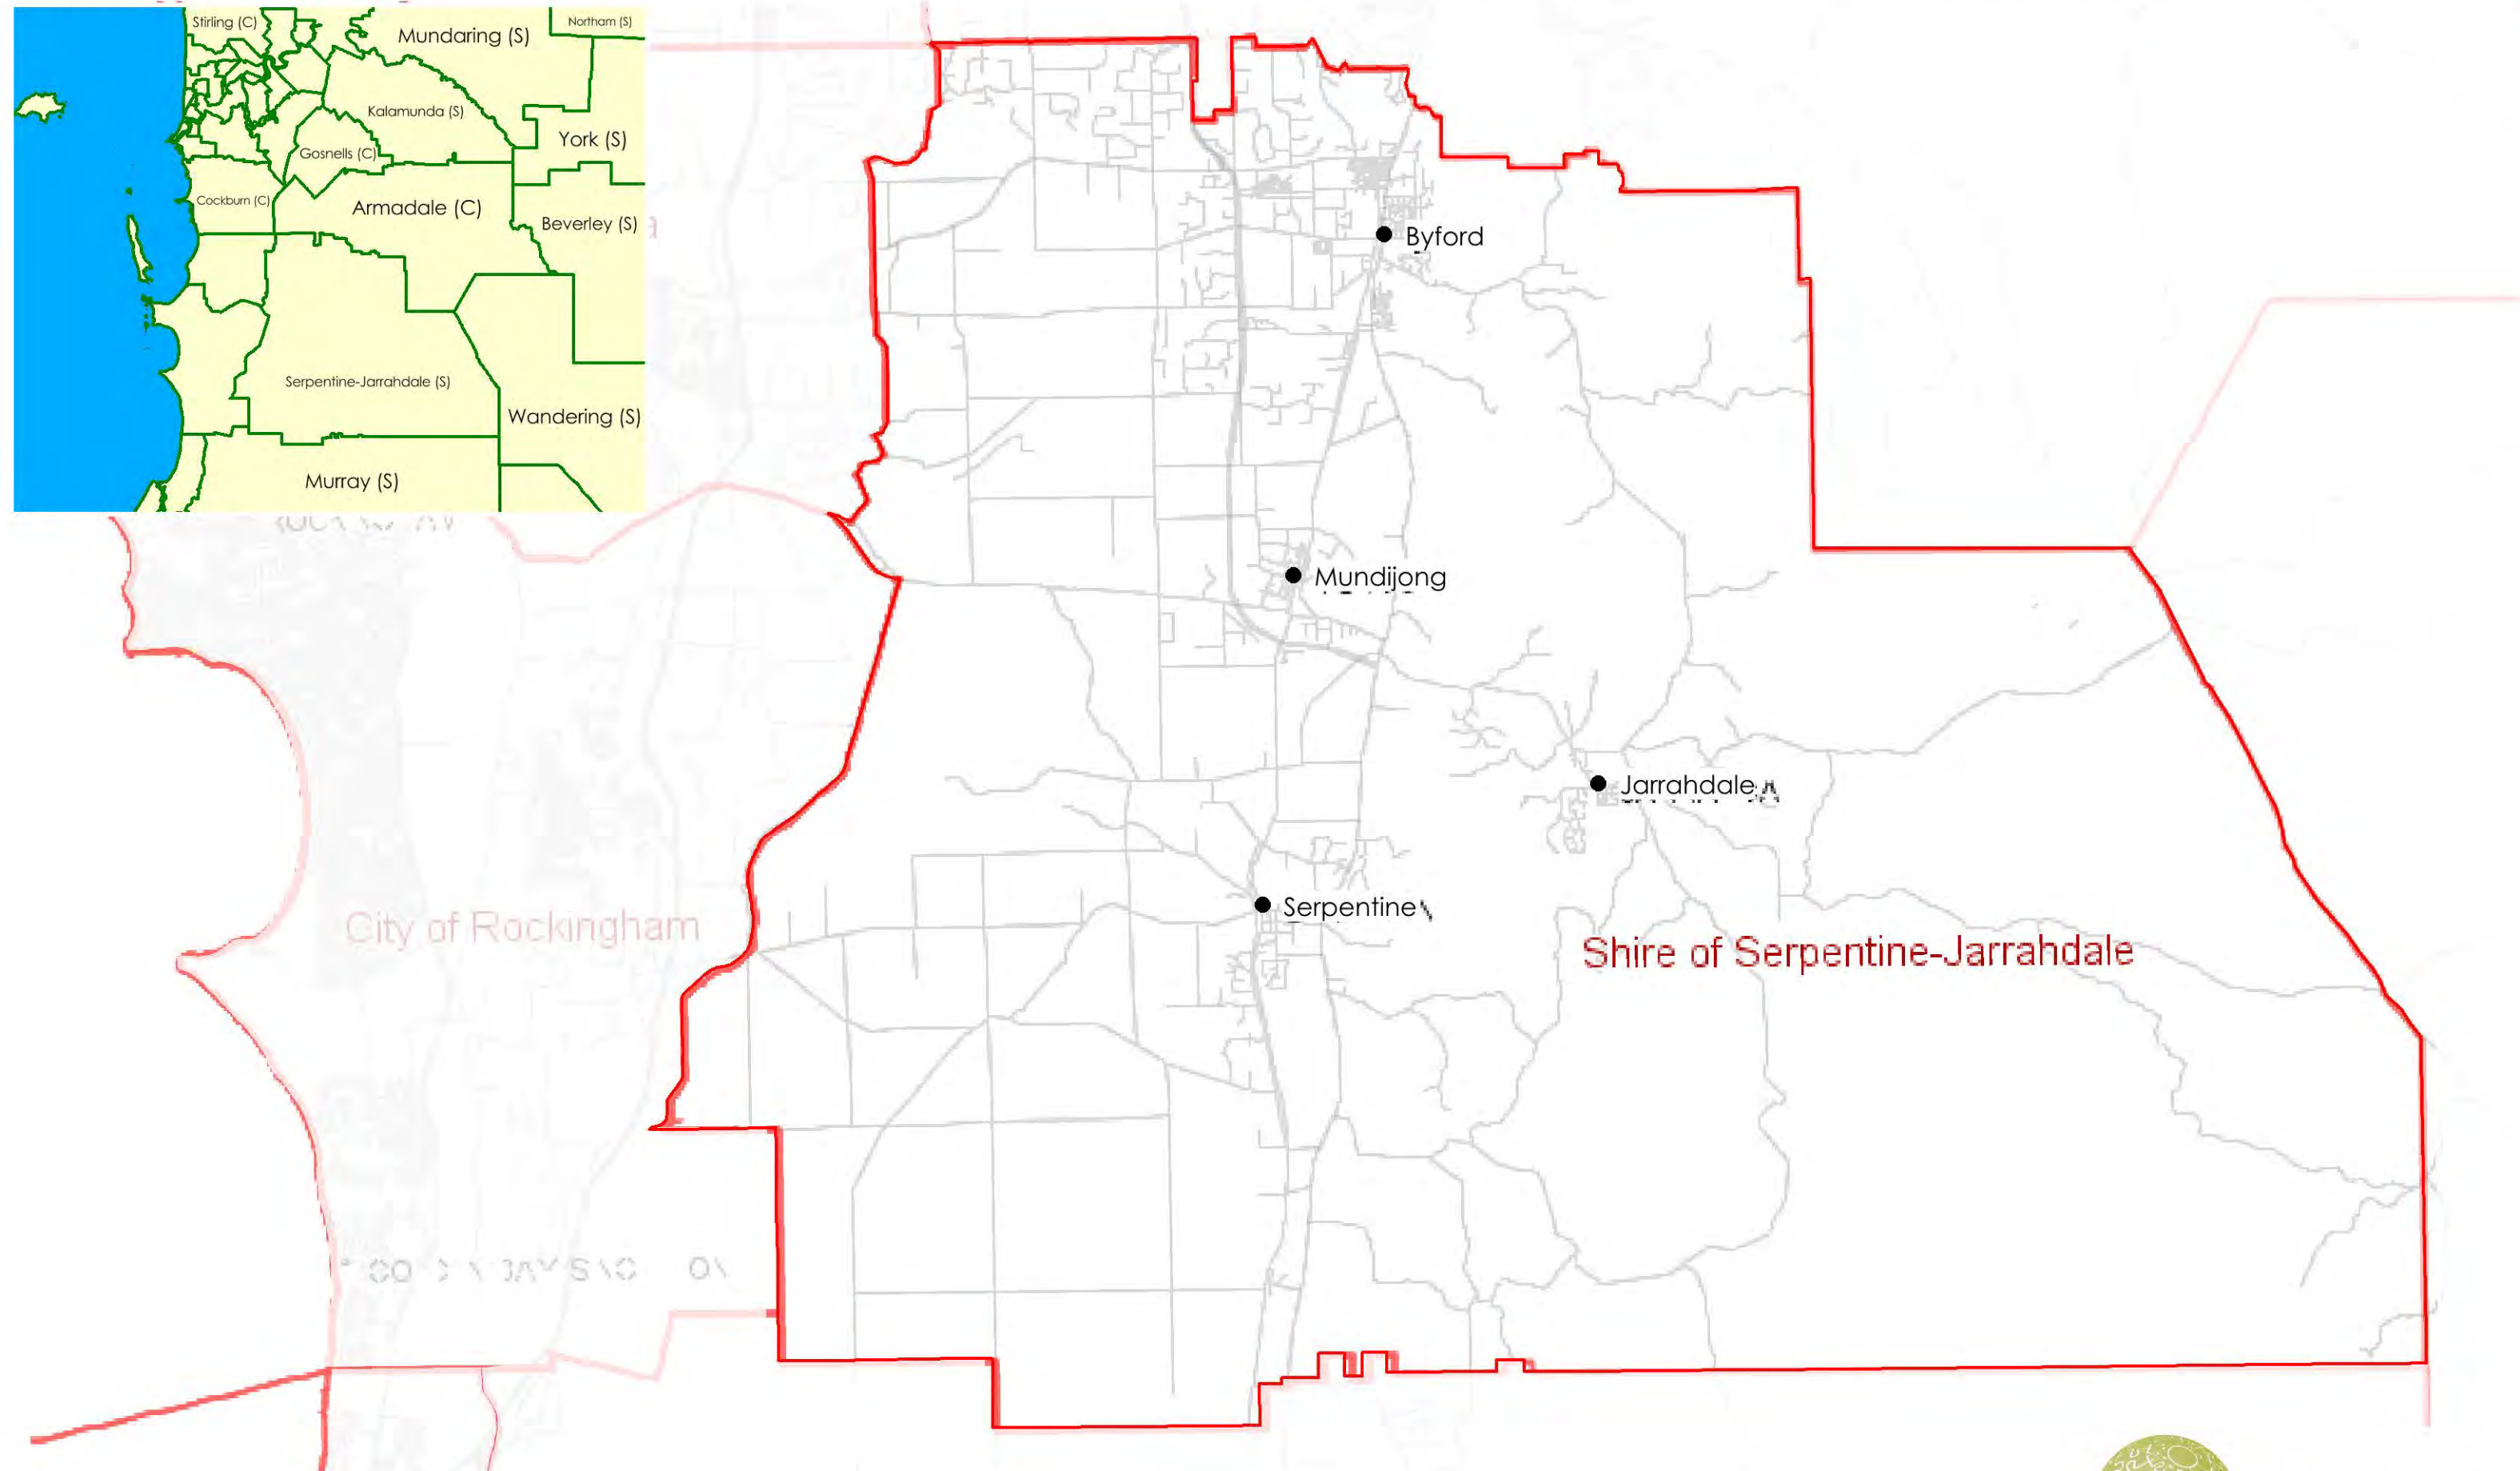 Stirling (C)
Northam (S)
Mundaring (S)
Kalamunda (S)
York (S)
Gosnells (C)
Cockburn (C)
Armadale (C)
Beverley (S)
Serpentine-Jarrahdale (S)
Wandering (S)
Murray (S)
Byford
Mundijong
Jarrahdale
Serpentine
City of Rockingham
Shire of Serpentine-Jarrahdale